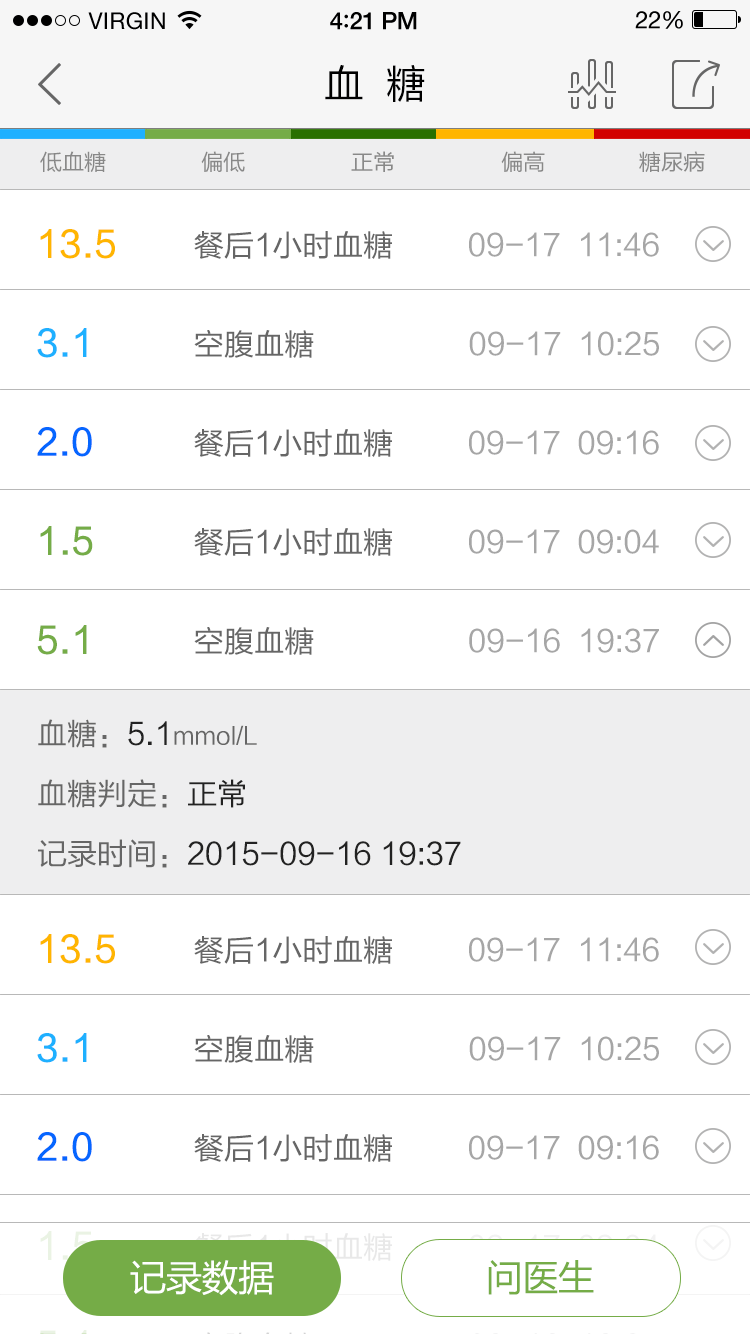 VIRGIN 4:21 PM 22%
血 糖
低血糖 偏低 正常 偏高 糖尿病
13.5 餐后1小时血糖 09-17 11:46
3.1 空腹血糖 09-17 10:25
2.0 餐后1小时血糖 09-17 09:16
1.5 餐后1小时血糖 09-17 09:04
5.1 空腹血糖 09-16 19:37
血糖：5.1mmol/L
血糖判定：正常
记录时间：2015-09-16 19:37
13.5 餐后1小时血糖 09-17 11:46
3.1 空腹血糖 09-17 10:25
2.0 餐后1小时血糖 09-17 09:16
1.5 餐后1小时血糖
记录数据 问医生